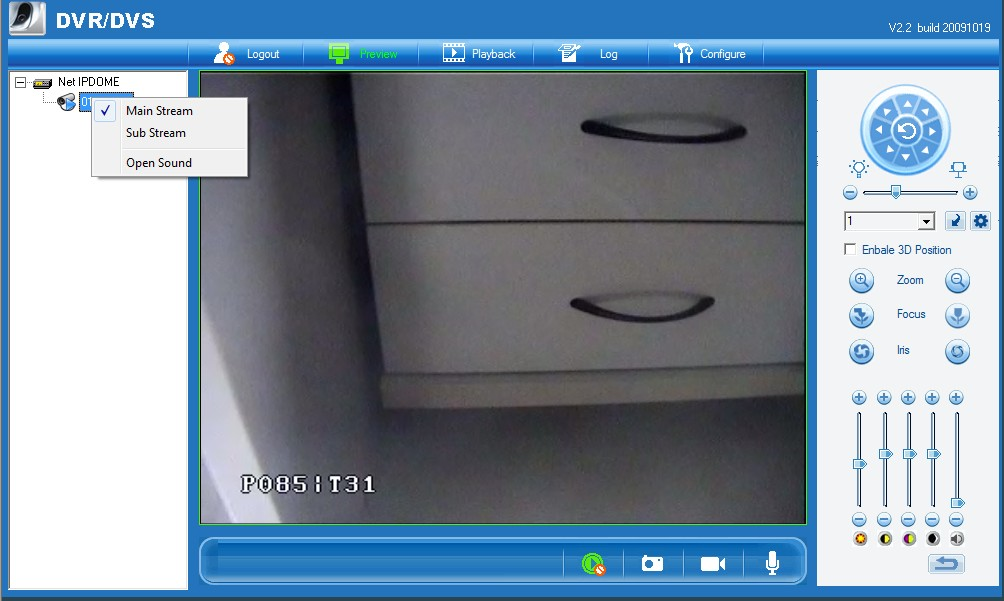 DVR/DVS
V2.2 build 20091019
Logout Preview Playback Log Configure
Net IPDOME
01
Main Stream
Sub Stream
Open Sound
1
Enbale 3D Position
Zoom
Focus
Iris
P085:T31